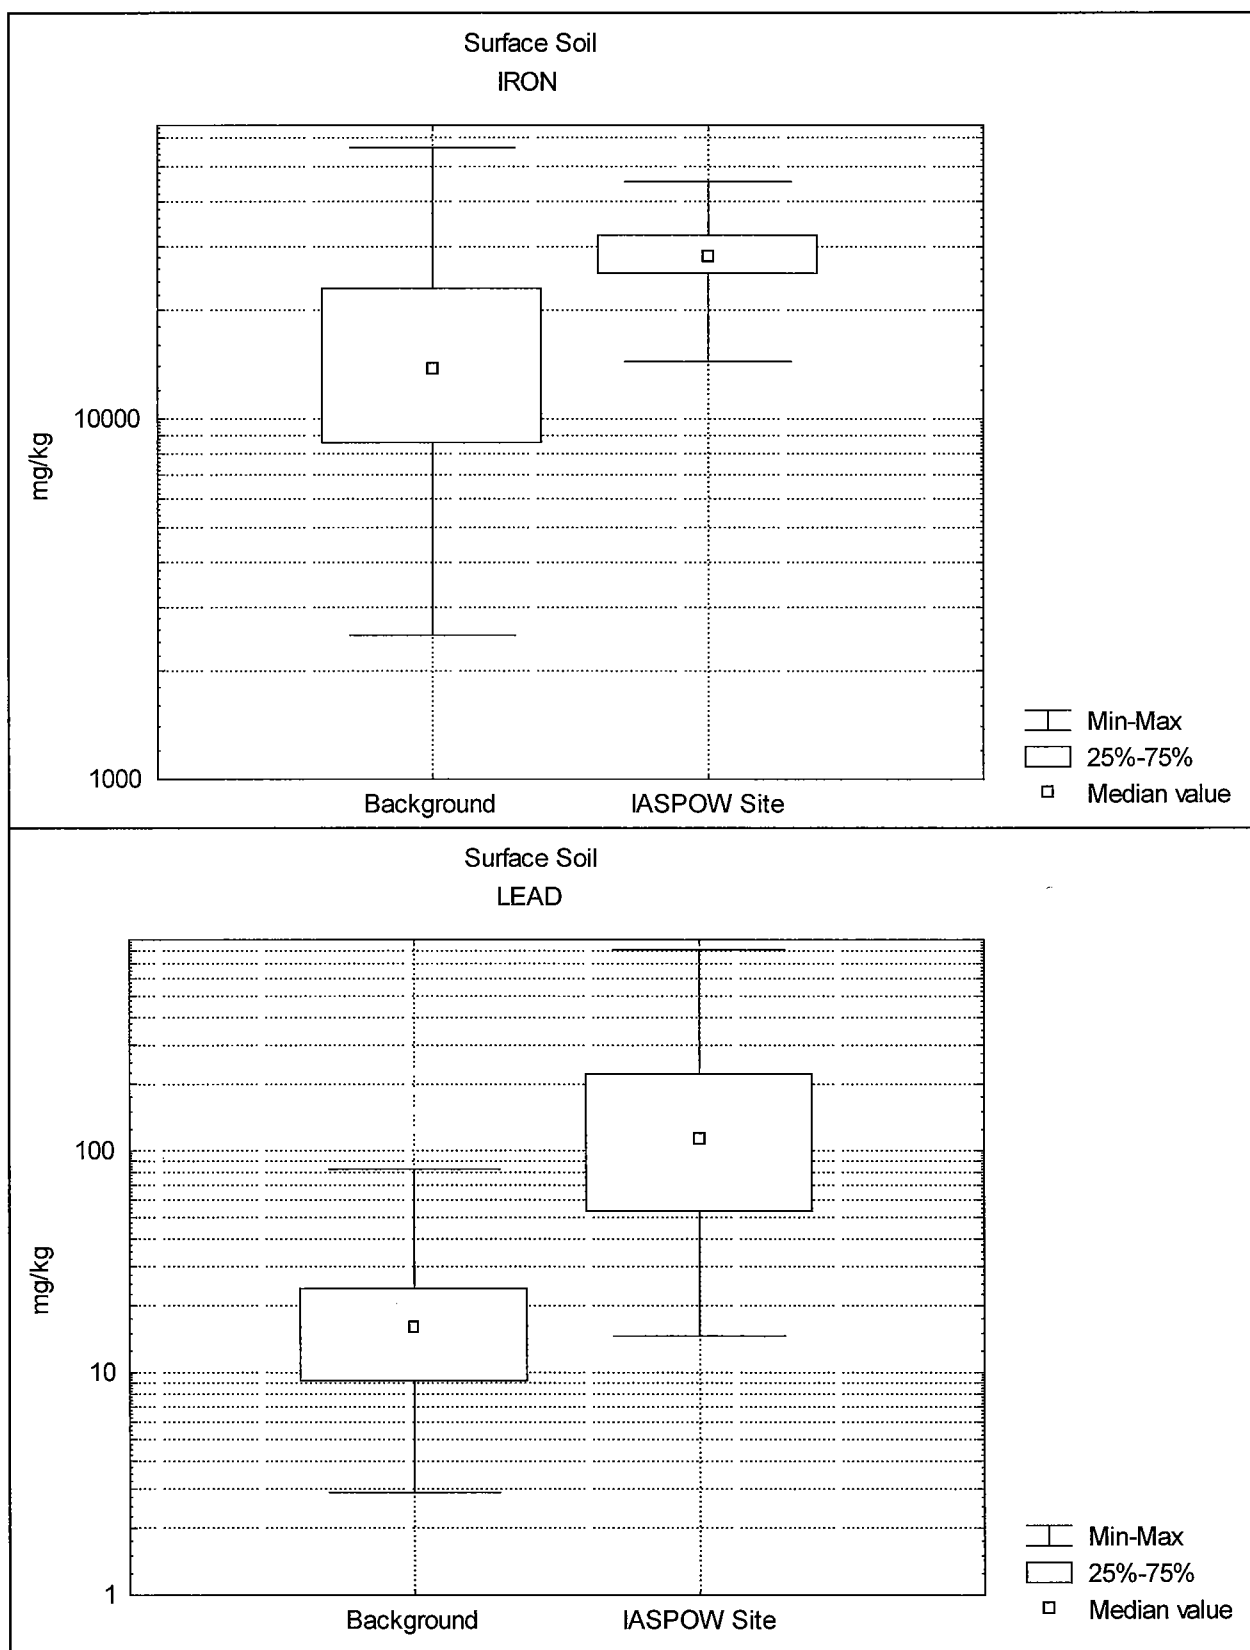 Surface Soil
IRON
mg/kg
10000
1000
Background
IASPOW Site
Min-Max
25%-75%
Median value
Surface Soil
LEAD
mg/kg
100
10
1
Background
IASPOW Site
Min-Max
25%-75%
Median value